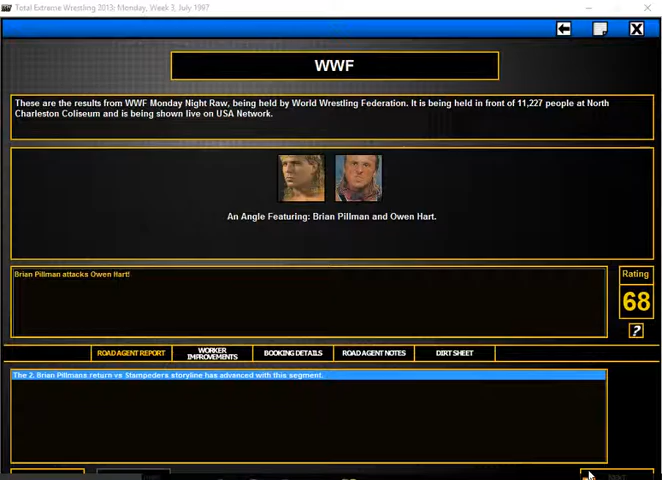 Total Extreme Wrestling 2013: Monday, Week 3, July 1997
WWF
These are the results from WWF Monday Night Raw, being held by World Wrestling Federation. It is being held in front of 11,227 people at North
Charleston Coliseum and is being shown live on USA Network.
An Angle Featuring: Brian Pillman and Owen Hart.
Brian Pillman attacks Owen Hart!
Rating
68
?
ROAD AGENT REPORT
WORKER
IMPROVEMENTS
BOOKING DETAILS
ROAD AGENT NOTES
DIRT SHEET
The 2. Brian Pillmans return vs Stampeders storyline has advanced with this segment.